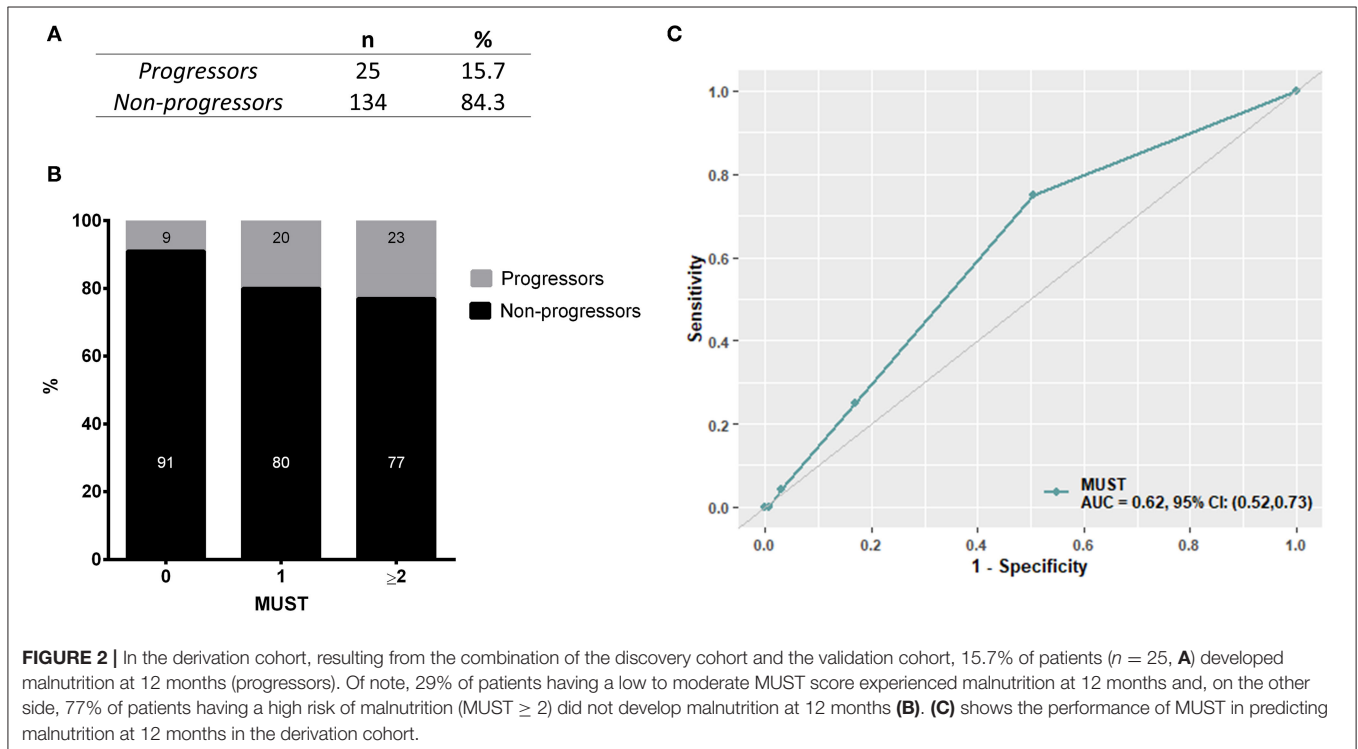 A
n %
Progressors 25 15.7
Non-progressors 134 84.3
B
100
80
60
40
20
0
%
9 20 23
91 80 77
0 1 ≥2
MUST
Progressors
Non-progressors
C
1.0
0.8
0.6
0.4
0.2
0.0
Sensitivity
MUST
AUC = 0.62, 95% CI: (0.52,0.73)
0.0 0.2 0.4 0.6 0.8 1.0
1 - Specificity
FIGURE 2 | In the derivation cohort, resulting from the combination of the discovery cohort and the validation cohort, 15.7% of patients (n = 25, A) developed
malnutrition at 12 months (progressors). Of note, 29% of patients having a low to moderate MUST score experienced malnutrition at 12 months and, on the other
side, 77% of patients having a high risk of malnutrition (MUST ≥ 2) did not develop malnutrition at 12 months (B). (C) shows the performance of MUST in predicting
malnutrition at 12 months in the derivation cohort.